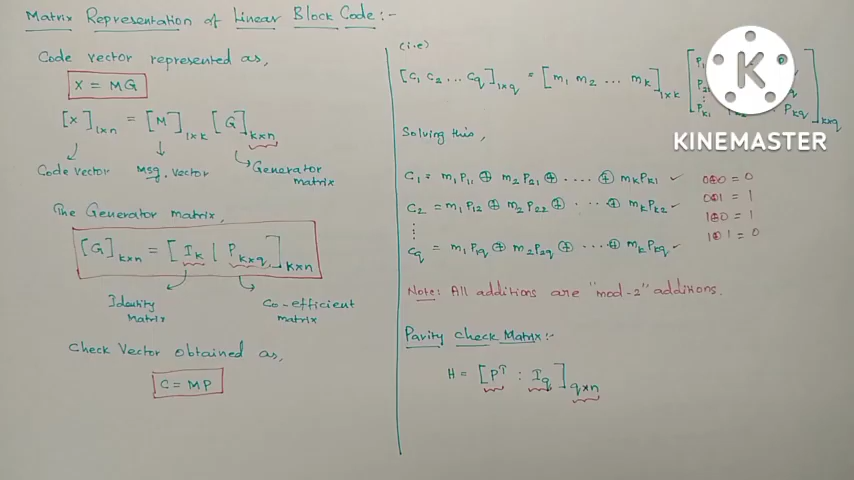 Matrix Representation of Linear Block Code:-
Code vector represented as,
X = MG
[X]1×n = [M]1×k [G]k×n
Code vector Msg. vector Generator matrix
The Generator matrix,
[G]k×n = [ Ik | Pk×q ]k×n
Identity matrix Co-efficient matrix
Check Vector obtained as,
C = MP
(i.e)
[C1 C2 ... Cq]1×q = [m1 m2 ... mk]1×k
Pkq k×q
Solving this,
C1 = m1P11 ⊕ m2P21 ⊕ ..... ⊕ mkPk1 ✓
C2 = m1P12 ⊕ m2P22 ⊕ ..... ⊕ mkPk2 ✓
⋮
Cq = m1P1q ⊕ m2P2q ⊕ ..... ⊕ mkPkq ✓
0⊕0 = 0
0⊕1 = 1
1⊕0 = 1
1⊕1 = 0
Note: All additions are "mod-2" additions.
Parity check Matrix:-
H = [PT : Iq]q×n
K
KINEMASTER